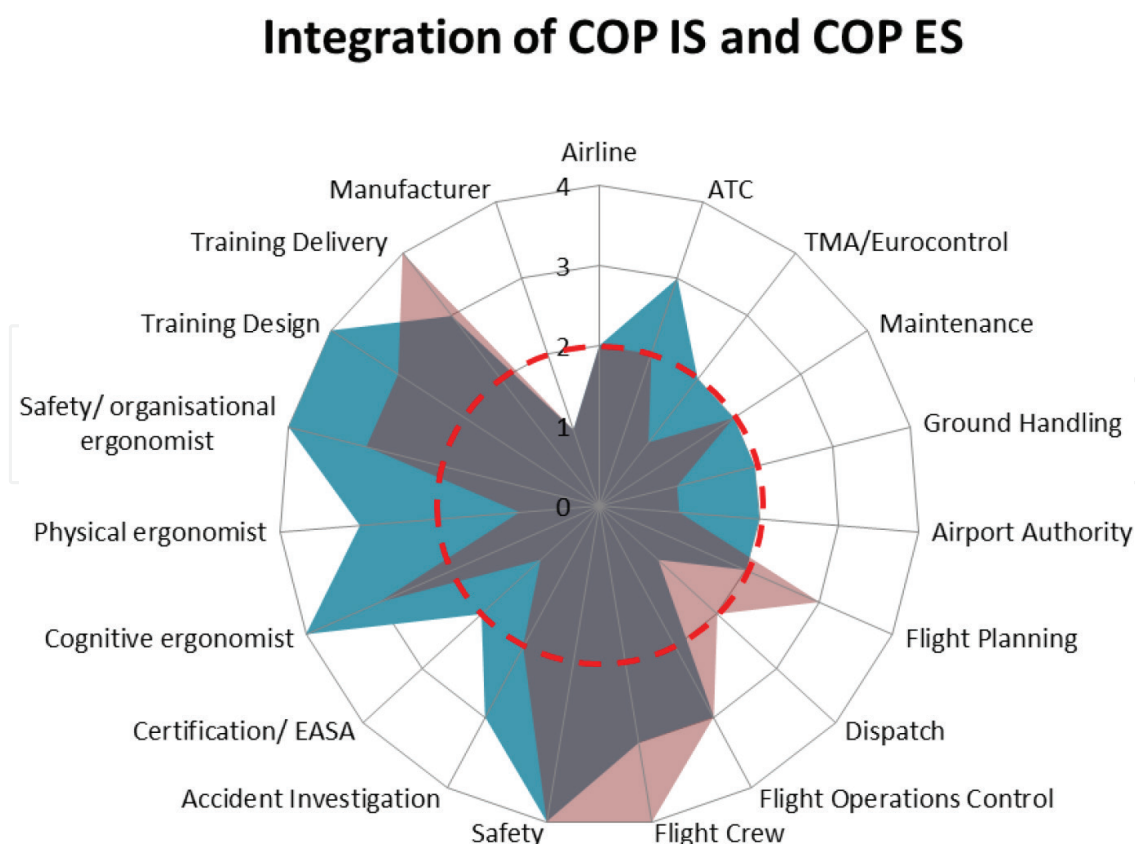 Integration of COP IS and COP ES
Airline
ATC
TMA/Eurocontrol
Maintenance
Ground Handling
Airport Authority
Flight Planning
Dispatch
Flight Operations Control
Flight Crew
Safety
Accident Investigation
Certification/ EASA
Cognitive ergonomist
Physical ergonomist
Safety/ organisational
ergonomist
Training Design
Training Delivery
Manufacturer
4
3
2
1
0